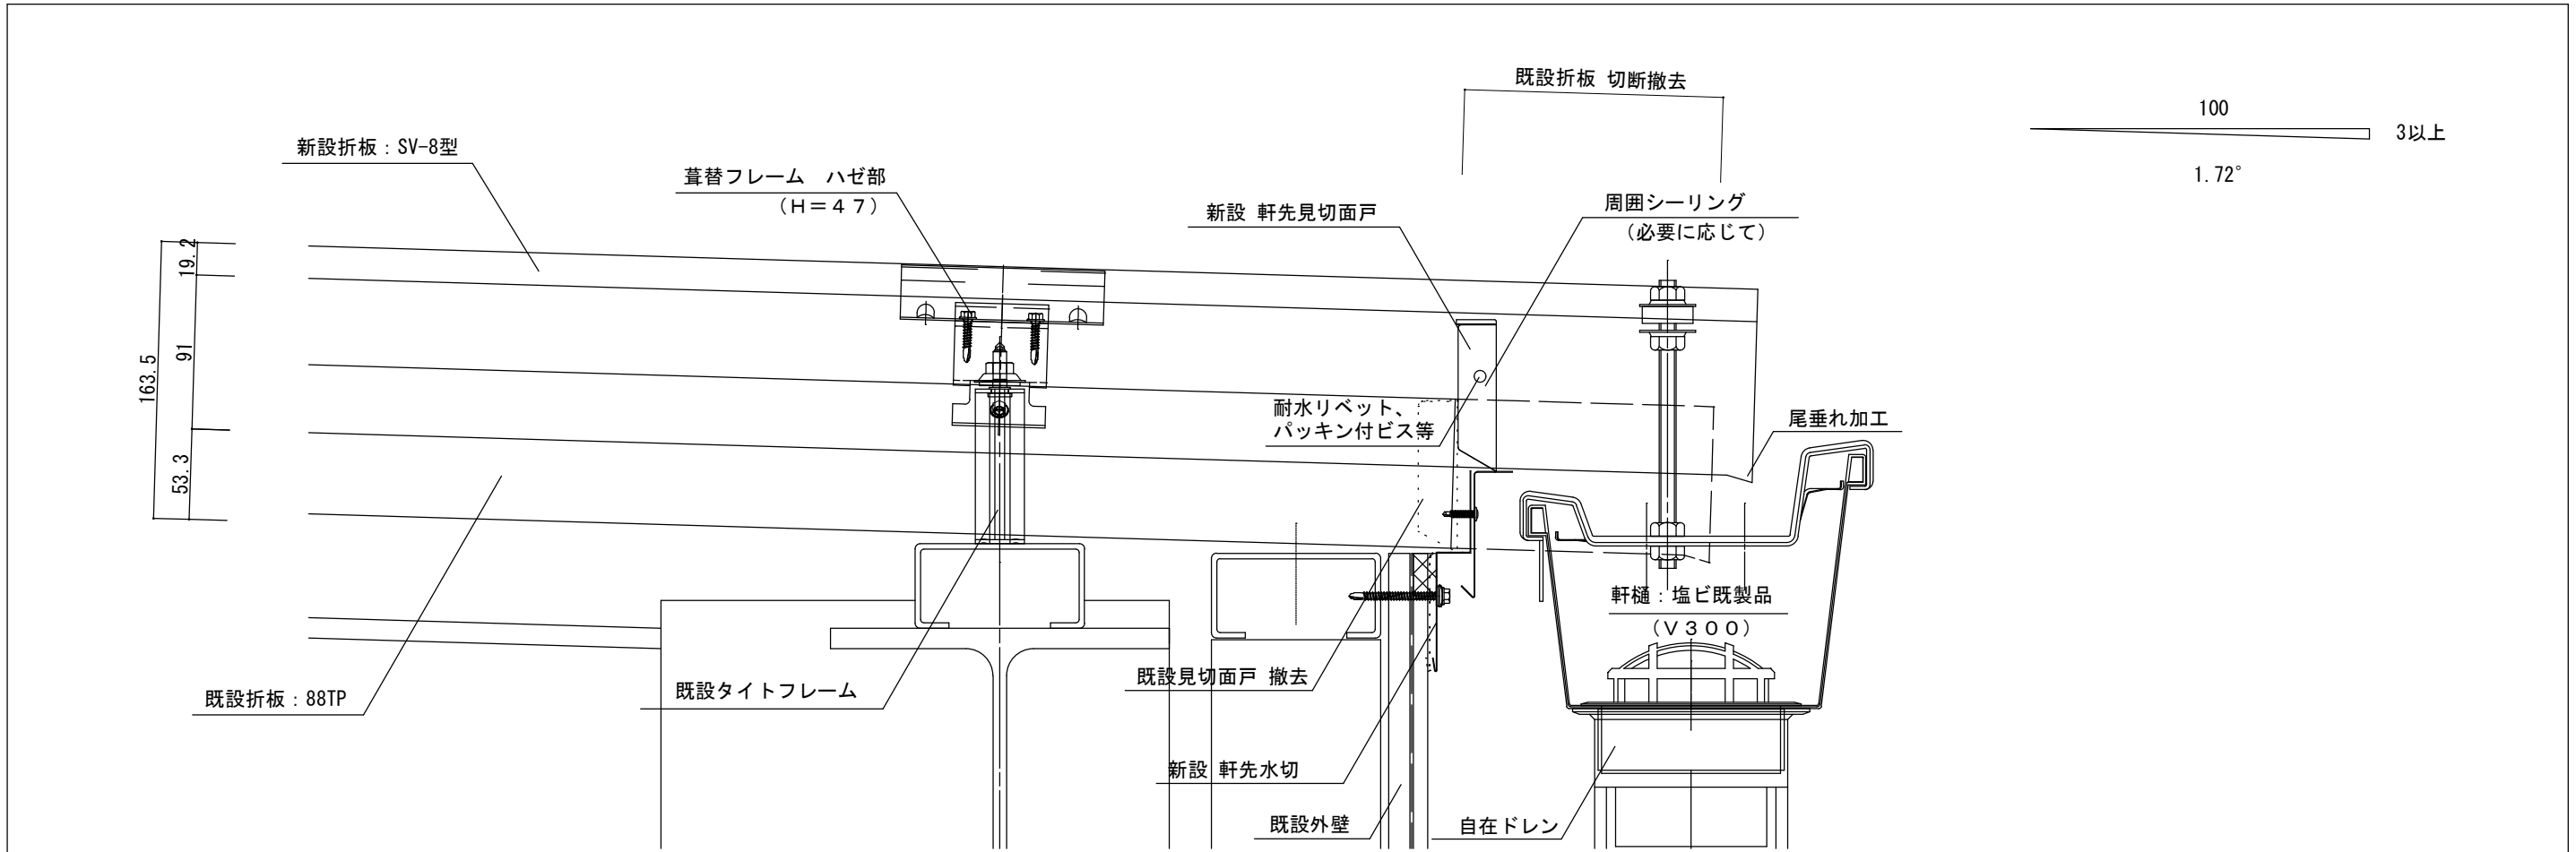 既設折板 切断撤去
100
3以上
1.72°
新設折板：SV-8型
葺替フレーム　ハゼ部
（Ｈ＝４７）
新設 軒先見切面戸
周囲シーリング
（必要に応じて）
19.2
91
163.5
53.3
耐水リベット、
パッキン付ビス等
尾垂れ加工
軒樋：塩ビ既製品
（Ｖ３００）
既設折板：88TP
既設タイトフレーム
既設見切面戸 撤去
新設 軒先水切
既設外壁
自在ドレン